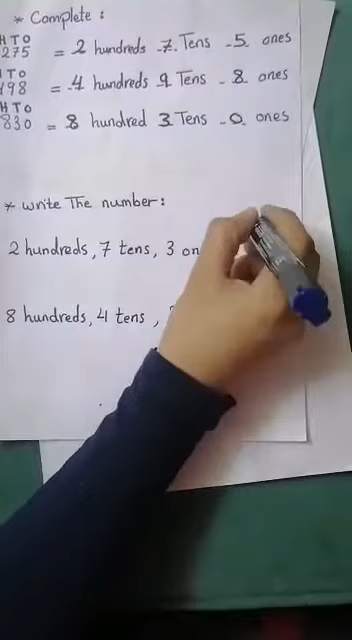 * Complete :
H T O
275 = 2 hundreds 7 Tens 5 ones
H T O
498 = 4 hundreds 9 Tens 8 ones
H T O
830 = 8 hundred 3 Tens 0 ones
* write The number :
2 hundreds, 7 tens, 3 on
8 hundreds, 4 tens ,